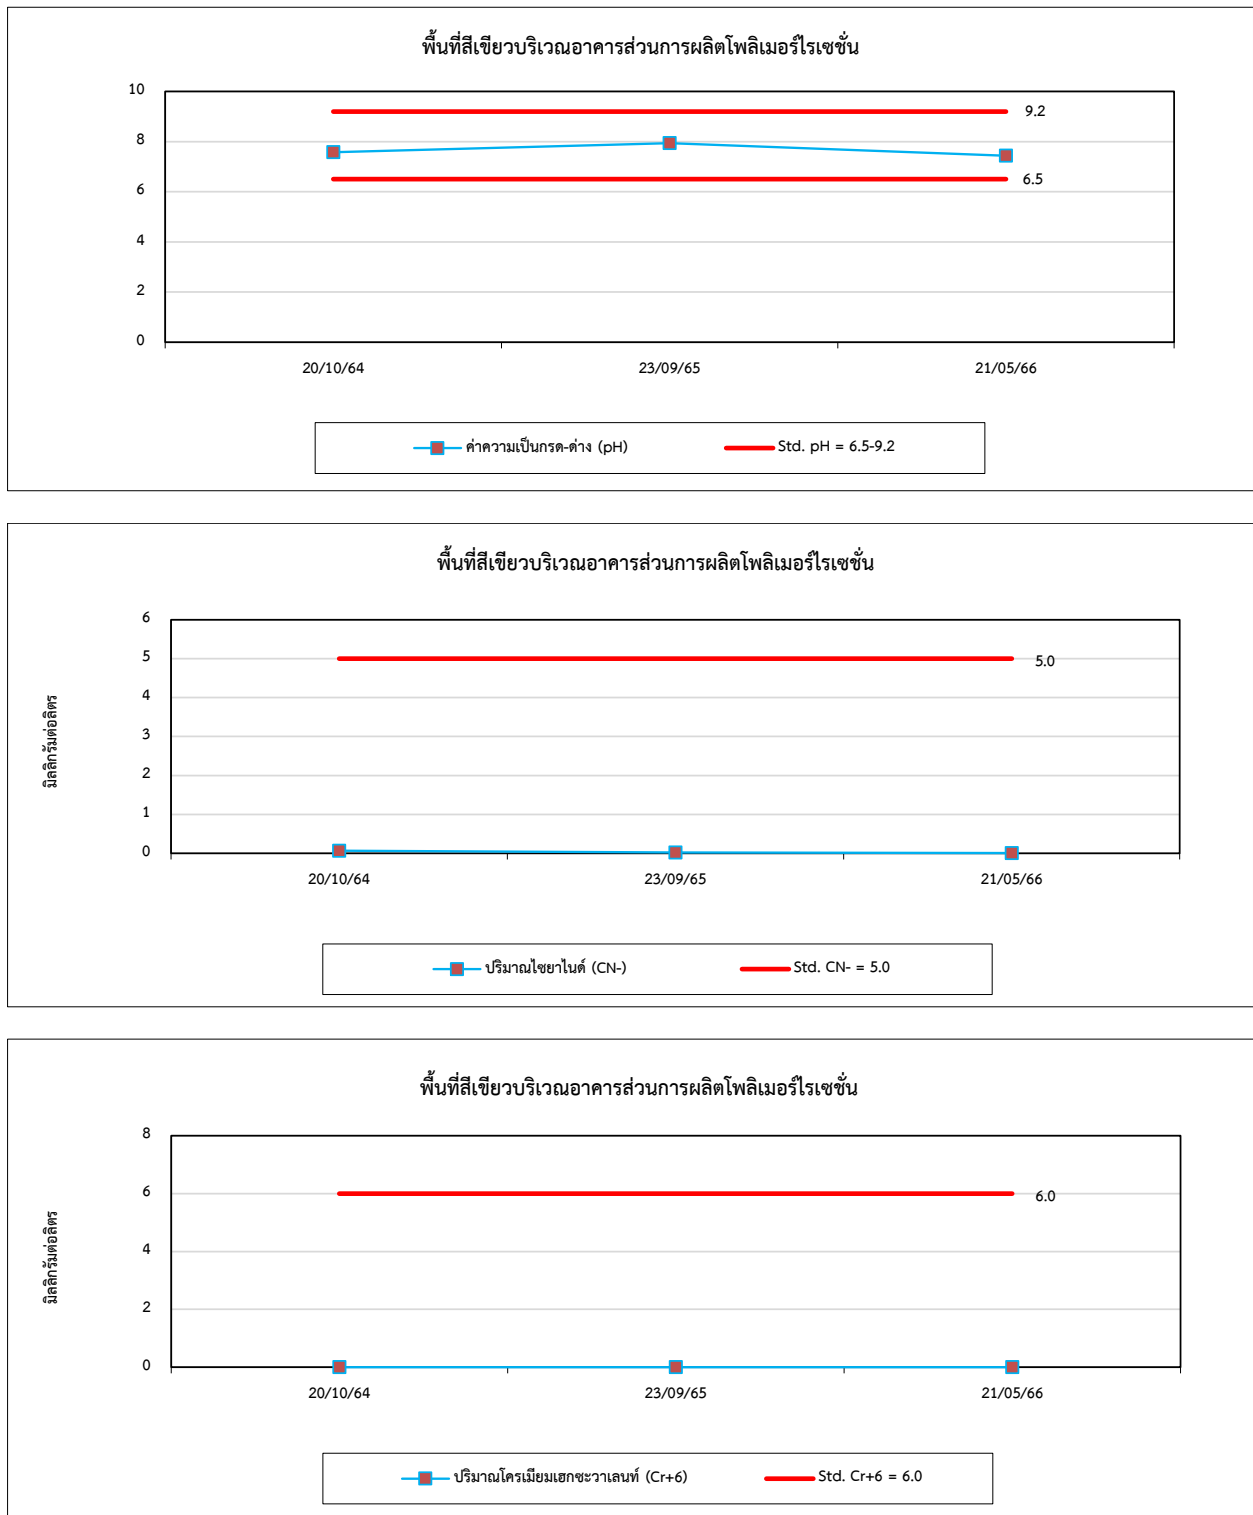 พื้นที่สีเขียวบริเวณอาคารส่วนการผลิตโพลิเมอร์ไรเซชั่น
10
9.2
8
6.5
6
4
2
0
20/10/64 23/09/65 21/05/66
ค่าความเป็นกรด-ด่าง (pH) Std. pH = 6.5-9.2
พื้นที่สีเขียวบริเวณอาคารส่วนการผลิตโพลิเมอร์ไรเซชั่น
มิลลิกรัมต่อลิตร
6
5 5.0
4
3
2
1
0
20/10/64 23/09/65 21/05/66
ปริมาณไซยาไนด์ (CN-) Std. CN- = 5.0
พื้นที่สีเขียวบริเวณอาคารส่วนการผลิตโพลิเมอร์ไรเซชั่น
มิลลิกรัมต่อลิตร
8
6 6.0
4
2
0
20/10/64 23/09/65 21/05/66
ปริมาณโครเมียมเฮกซะวาเลนท์ (Cr+6) Std. Cr+6 = 6.0